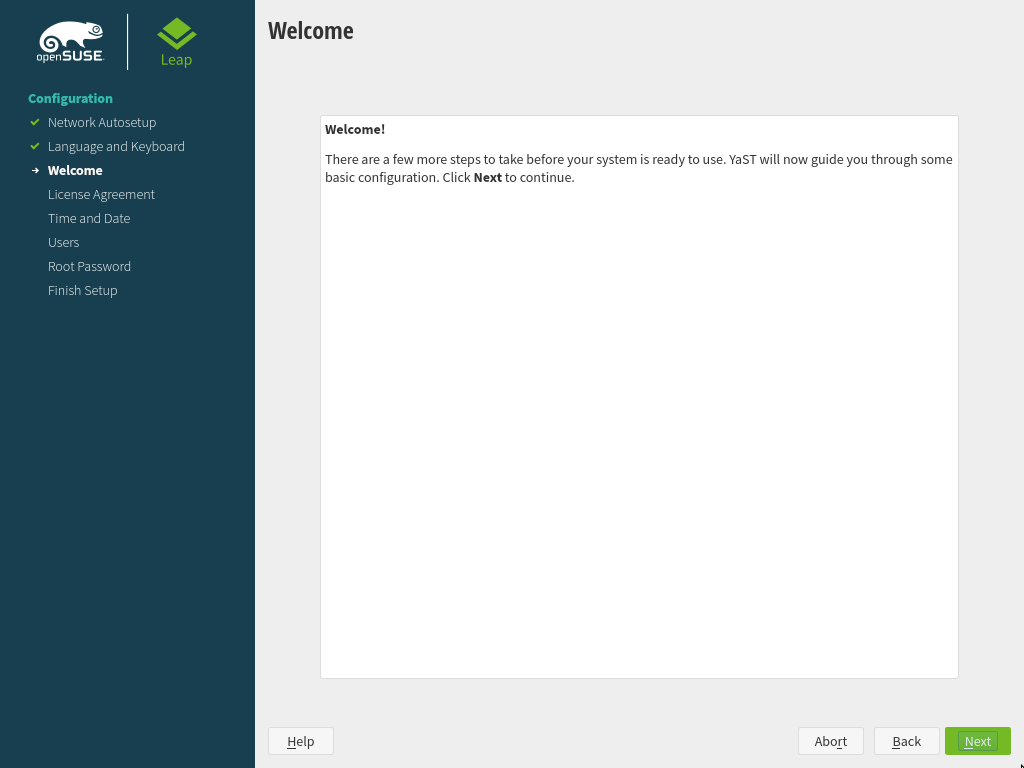 openSUSE
Leap
Configuration
Network Autosetup
Language and Keyboard
Welcome
License Agreement
Time and Date
Users
Root Password
Finish Setup
Welcome
Welcome!
There are a few more steps to take before your system is ready to use. YaST will now guide you through some
basic configuration. Click Next to continue.
Help
Abort
Back
Next